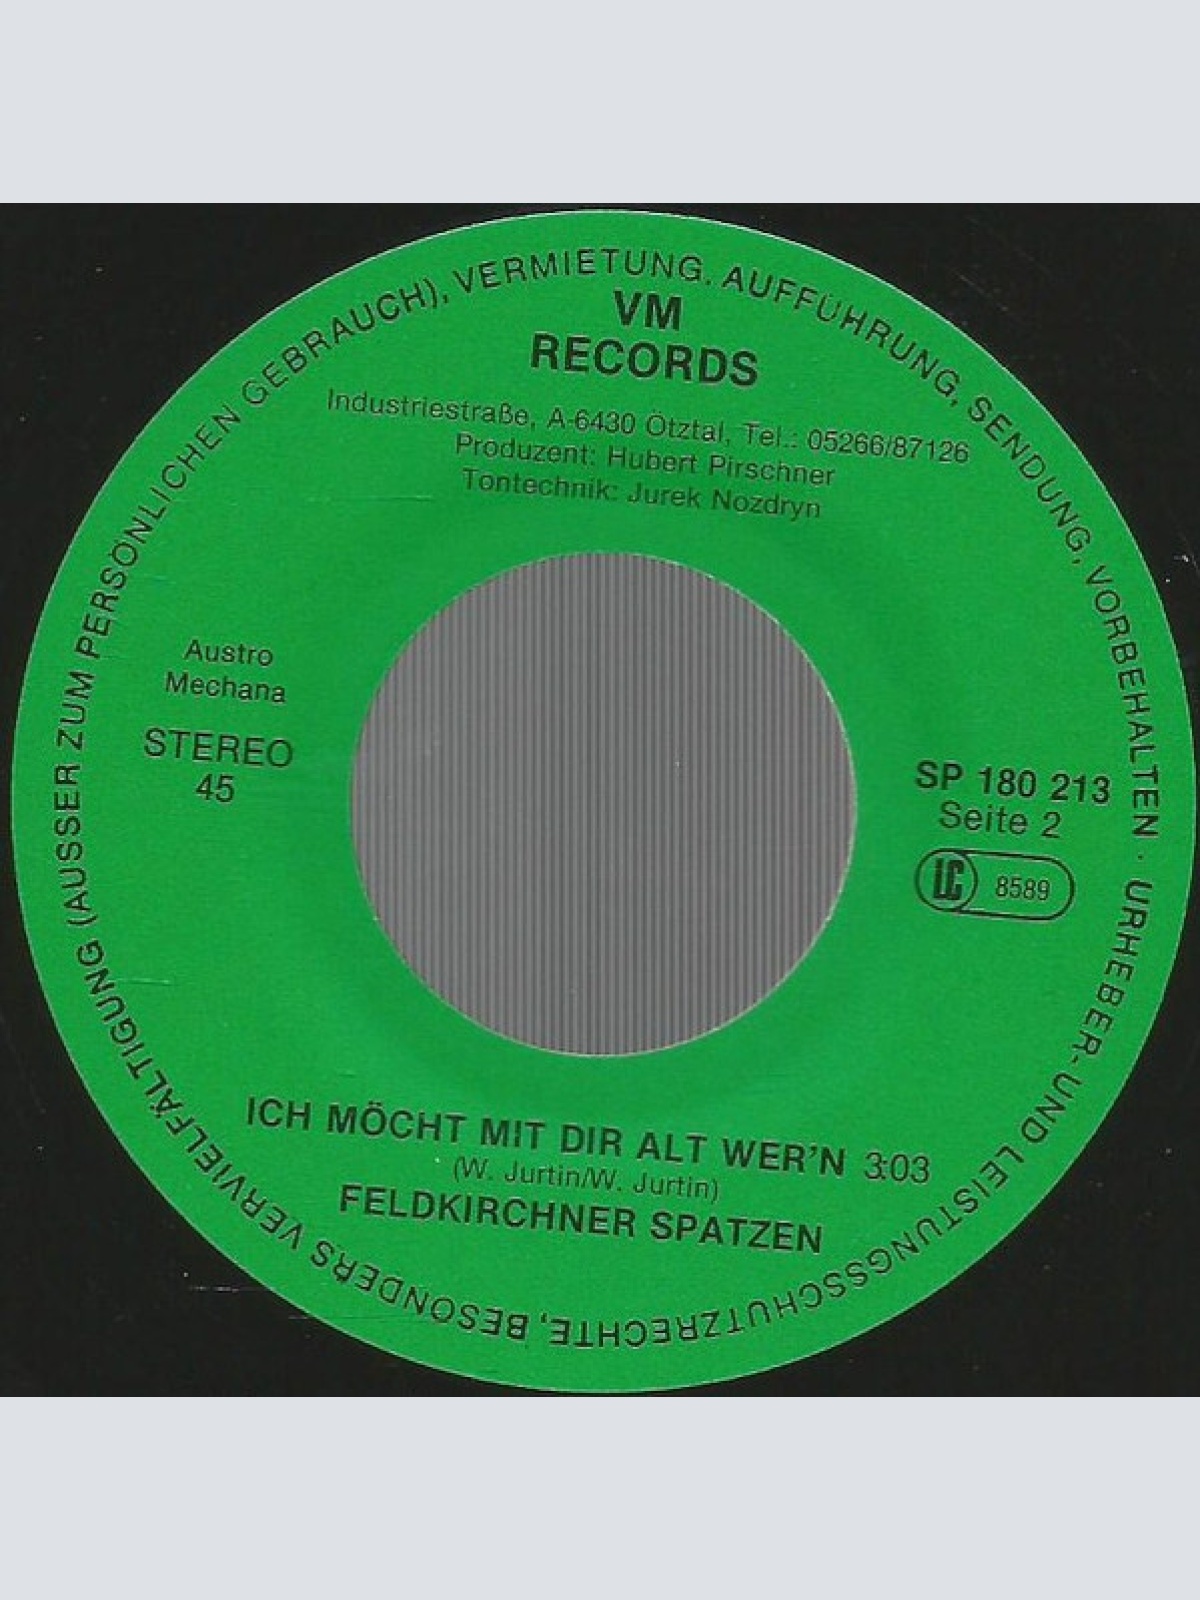 URHEBER- UND LEISTUNGSSCHUTZRECHTE, BESONDERS VERVIELFÄLTIGUNG (AUSSER ZUM PERSÖNLICHEN GEBRAUCH), VERMIETUNG, AUFFÜHRUNG, SENDUNG, VORBEHALTEN ·
VM
RECORDS
Industriestraße, A-6430 Ötztal, Tel.: 05266/87126
Produzent: Hubert Pirschner
Tontechnik: Jurek Nozdryn
Austro
Mechana
STEREO
45
SP 180 213
Seite 2
LC 8589
ICH MÖCHT MIT DIR ALT WER'N 3:03
(W. Jurtin/W. Jurtin)
FELDKIRCHNER SPATZEN